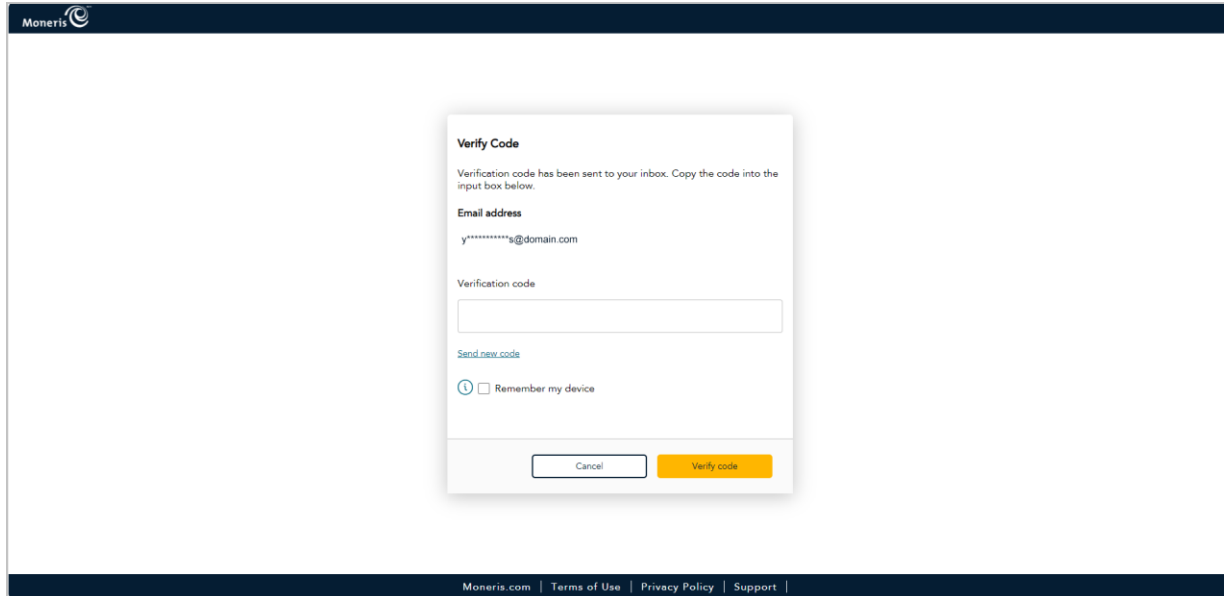 Moneris
Verify Code
Verification code has been sent to your inbox. Copy the code into the
input box below.
Email address
y***********s@domain.com
Verification code
Send new code
i Remember my device
Cancel Verify code
Moneris.com | Terms of Use | Privacy Policy | Support |